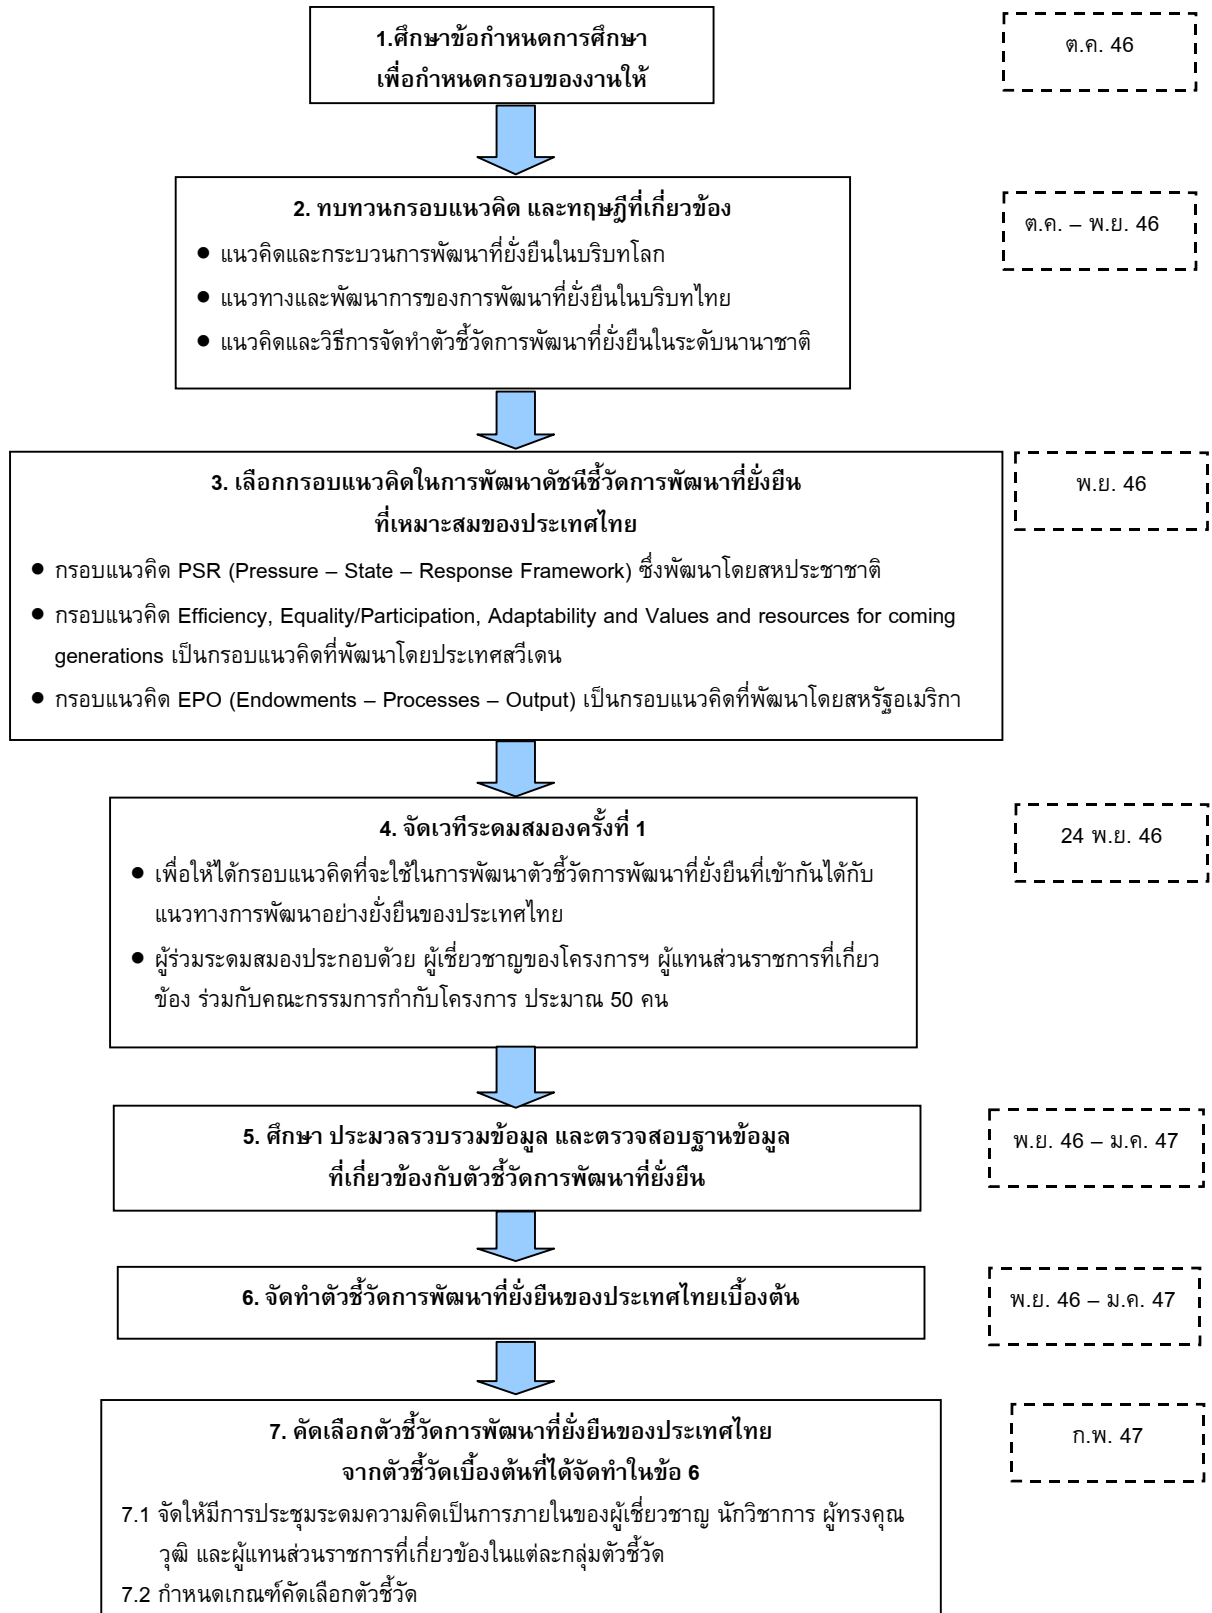 1.ศึกษาข้อกำหนดการศึกษา
เพื่อกำหนดกรอบของงานให้
ต.ค. 46
2. ทบทวนกรอบแนวคิด และทฤษฎีที่เกี่ยวข้อง
● แนวคิดและกระบวนการพัฒนาที่ยั่งยืนในบริบทโลก
● แนวทางและพัฒนาการของการพัฒนาที่ยั่งยืนในบริบทไทย
● แนวคิดและวิธีการจัดทำตัวชี้วัดการพัฒนาที่ยั่งยืนในระดับนานาชาติ
ต.ค. – พ.ย. 46
3. เลือกกรอบแนวคิดในการพัฒนาดัชนีชี้วัดการพัฒนาที่ยั่งยืน
ที่เหมาะสมของประเทศไทย
● กรอบแนวคิด PSR (Pressure – State – Response Framework) ซึ่งพัฒนาโดยสหประชาชาติ
● กรอบแนวคิด Efficiency, Equality/Participation, Adaptability and Values and resources for coming
generations เป็นกรอบแนวคิดที่พัฒนาโดยประเทศสวีเดน
● กรอบแนวคิด EPO (Endowments – Processes – Output) เป็นกรอบแนวคิดที่พัฒนาโดยสหรัฐอเมริกา
พ.ย. 46
4. จัดเวทีระดมสมองครั้งที่ 1
● เพื่อให้ได้กรอบแนวคิดที่จะใช้ในการพัฒนาตัวชี้วัดการพัฒนาที่ยั่งยืนที่เข้ากันได้กับ
แนวทางการพัฒนาอย่างยั่งยืนของประเทศไทย
● ผู้ร่วมระดมสมองประกอบด้วย ผู้เชี่ยวชาญของโครงการฯ ผู้แทนส่วนราชการที่เกี่ยว
ข้อง ร่วมกับคณะกรรมการกำกับโครงการ ประมาณ 50 คน
24 พ.ย. 46
5. ศึกษา ประมวลรวบรวมข้อมูล และตรวจสอบฐานข้อมูล
ที่เกี่ยวข้องกับตัวชี้วัดการพัฒนาที่ยั่งยืน
พ.ย. 46 – ม.ค. 47
6. จัดทำตัวชี้วัดการพัฒนาที่ยั่งยืนของประเทศไทยเบื้องต้น
พ.ย. 46 – ม.ค. 47
7. คัดเลือกตัวชี้วัดการพัฒนาที่ยั่งยืนของประเทศไทย
จากตัวชี้วัดเบื้องต้นที่ได้จัดทำในข้อ 6
7.1 จัดให้มีการประชุมระดมความคิดเป็นการภายในของผู้เชี่ยวชาญ นักวิชาการ ผู้ทรงคุณ
วุฒิ และผู้แทนส่วนราชการที่เกี่ยวข้องในแต่ละกลุ่มตัวชี้วัด
7.2 กำหนดเกณฑ์คัดเลือกตัวชี้วัด
ก.พ. 47